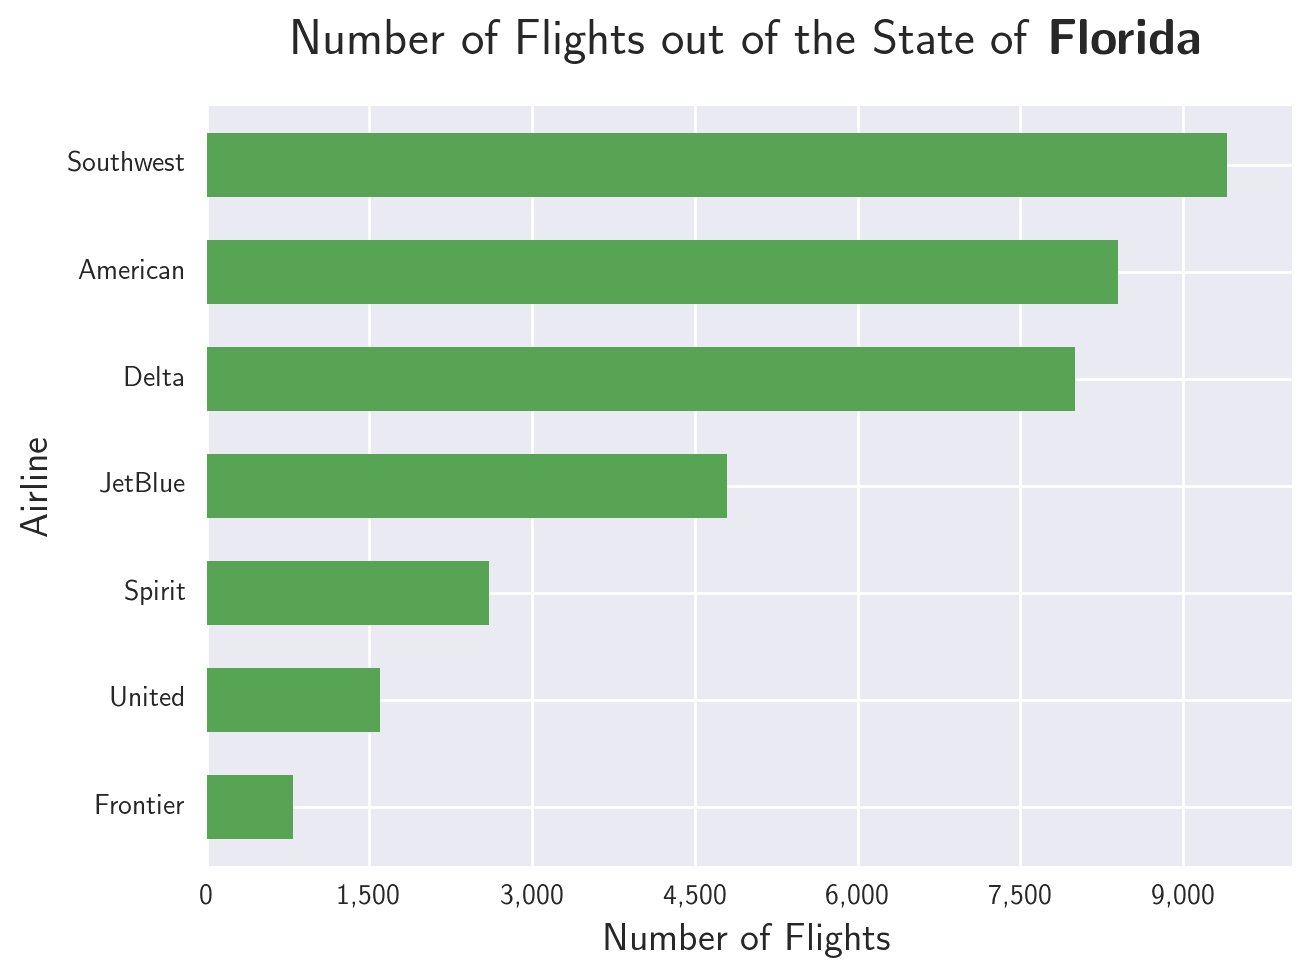 Number of Flights out of the State of Florida
Southwest
American
Delta
JetBlue
Spirit
United
Frontier
Airline
0 1,500 3,000 4,500 6,000 7,500 9,000
Number of Flights